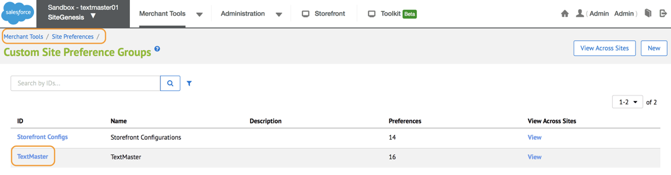 salesforce
Sandbox - textmaster01
SiteGenesis
Merchant Tools
Administration
Storefront
Toolkit Beta
( Admin Admin )
Merchant Tools / Site Preferences /
Custom Site Preference Groups ?
View Across Sites
New
Search by IDs...
1-2 of 2
ID Name Description Preferences View Across Sites
Storefront Configs Storefront Configurations 14 View
TextMaster TextMaster 16 View